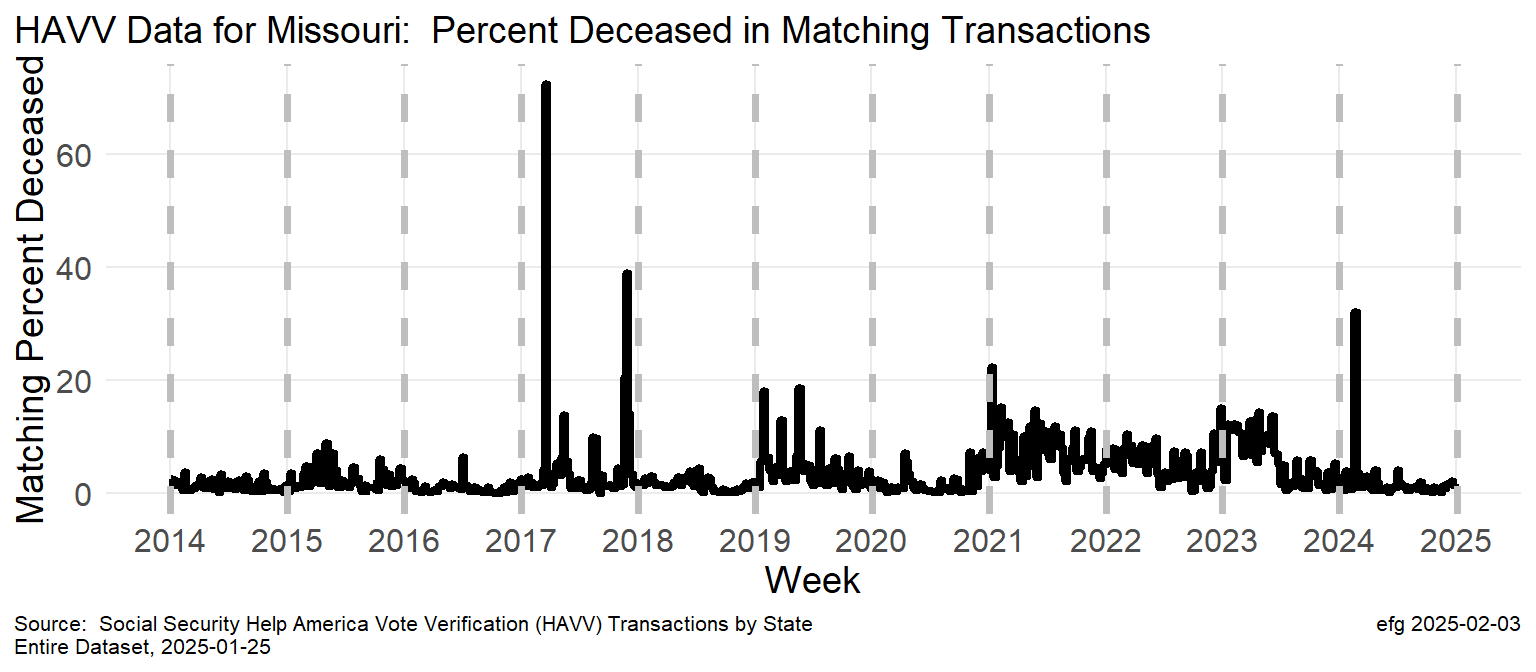 HAVV Data for Missouri:  Percent Deceased in Matching Transactions
Matching Percent Deceased
60
40
20
0
2014 2015 2016 2017 2018 2019 2020 2021 2022 2023 2024 2025
Week
Source:  Social Security Help America Vote Verification (HAVV) Transactions by State
Entire Dataset, 2025-01-25
efg 2025-02-03